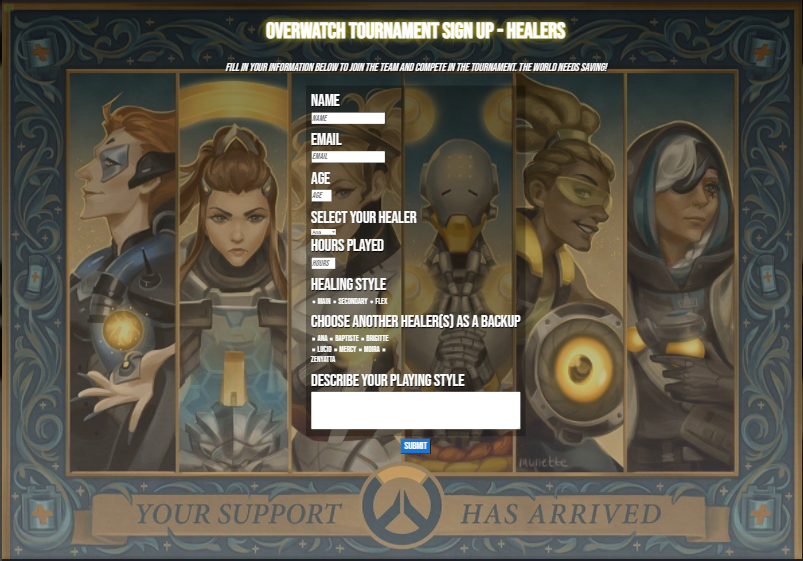 OVERWATCH TOURNAMENT SIGN UP - HEALERS
FILL IN YOUR INFORMATION BELOW TO JOIN THE TEAM AND COMPETE IN THE TOURNAMENT. THE WORLD NEEDS SAVING!
NAME
NAME
EMAIL
EMAIL
AGE
AGE
SELECT YOUR HEALER
Ana
HOURS PLAYED
HOURS
HEALING STYLE
MAIN SECONDARY FLEX
CHOOSE ANOTHER HEALER(S) AS A BACKUP
ANA BAPTISTE BRIGITTE
LUCIO MERCY MOIRA
ZENYATTA
DESCRIBE YOUR PLAYING STYLE
SUBMIT
YOUR SUPPORT HAS ARRIVED